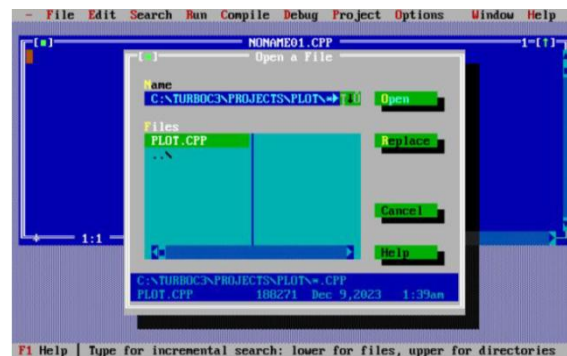 File Edit Search Run Compile Debug Project Options Window Help
NONAME01.CPP 1=[↑]
Open a File
Name
C:\TURBOC3\PROJECTS\PLOT\
Open
Files
PLOT.CPP
Replace
..\
Cancel
1:1
Help
C:\TURBOC3\PROJECTS\PLOT\*.CPP
PLOT.CPP 188271 Dec 9,2023 1:39am
F1 Help | Type for incremental search: lower for files, upper for directories